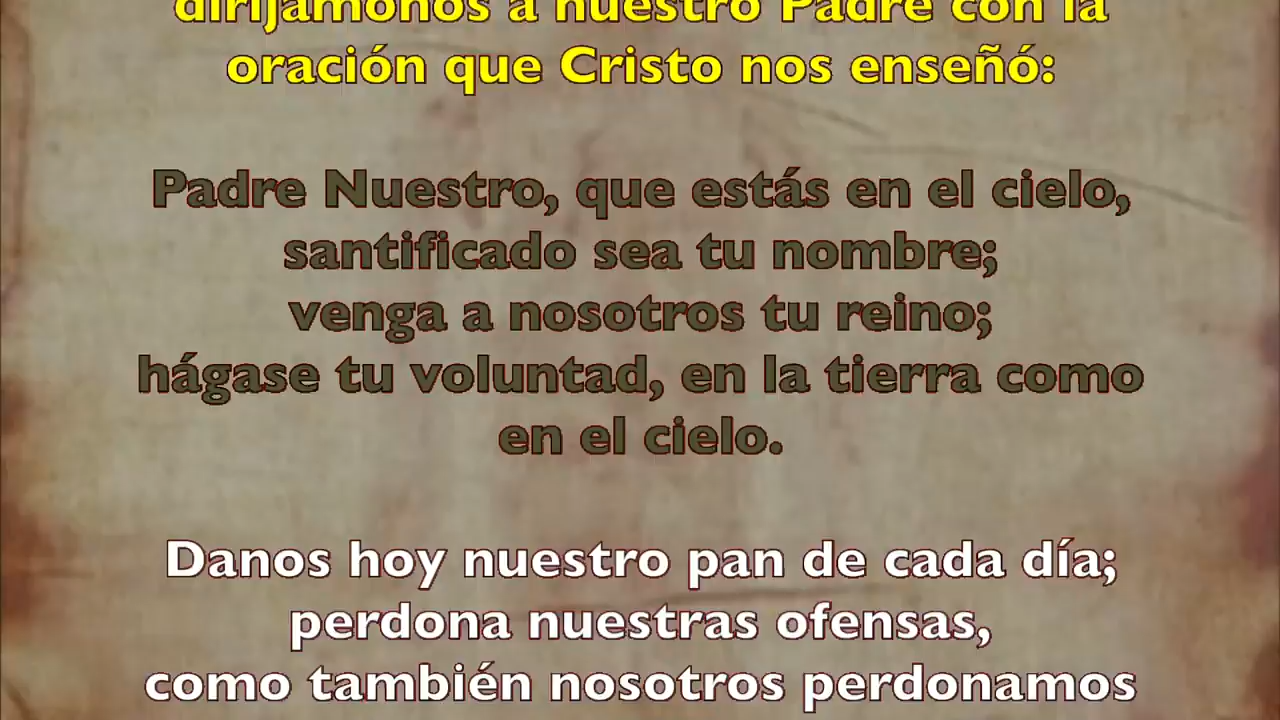 dirijámonos a nuestro Padre con la
oración que Cristo nos enseñó:
Padre Nuestro, que estás en el cielo,
santificado sea tu nombre;
venga a nosotros tu reino;
hágase tu voluntad, en la tierra como
en el cielo.
Danos hoy nuestro pan de cada día;
perdona nuestras ofensas,
como también nosotros perdonamos